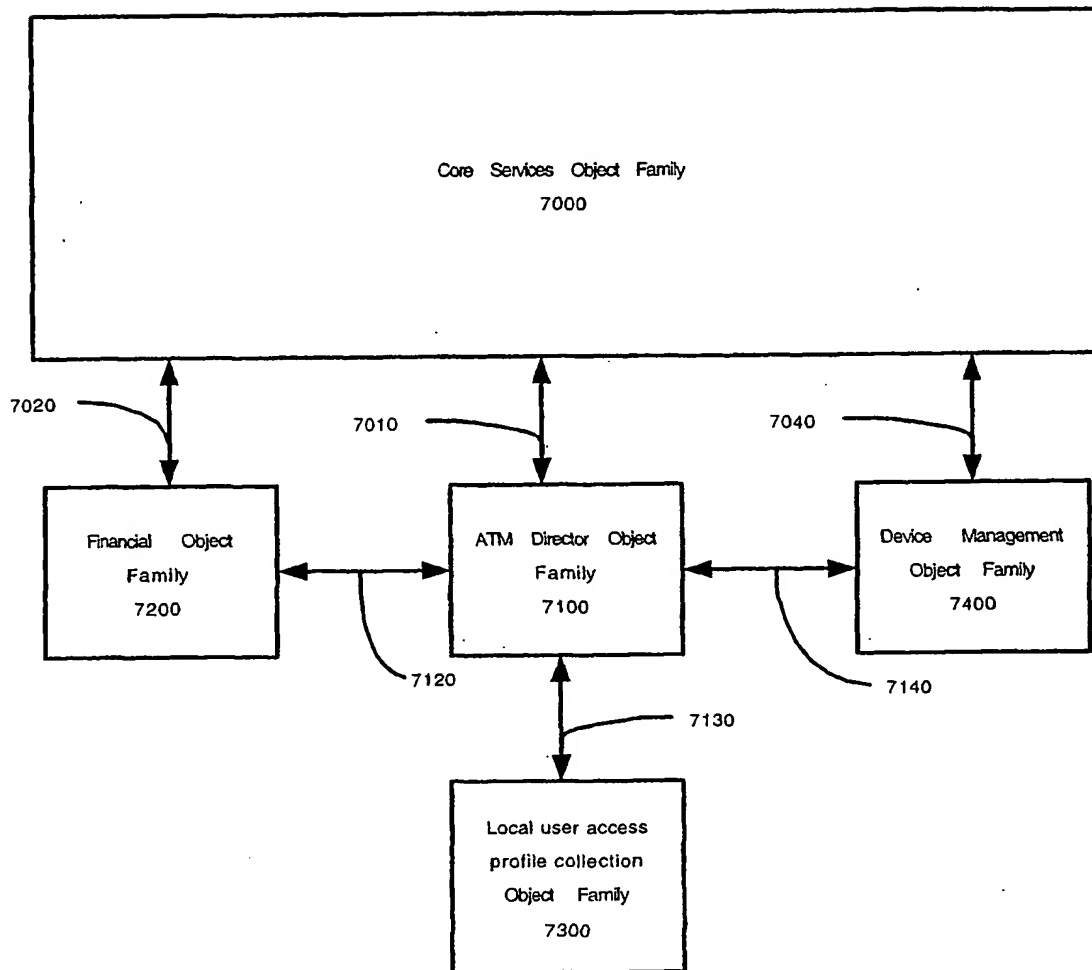 Core Services Object Family
7000
7020
7010
7040
Financial Object
Family
7200
ATM Director Object
Family
7100
Device Management
Object Family
7400
7120
7140
7130
Local user access
profile collection
Object Family
7300